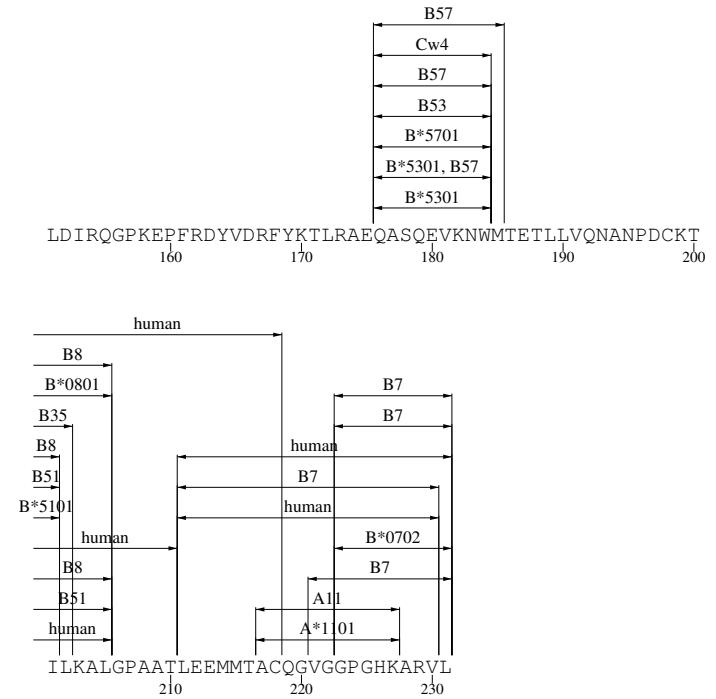 B57
Cw4
B57
B53
B*5701
B*5301, B57
B*5301
LDIRQGPKEPFRDYVDRFYKTLRAEQASQEVKNWMTETLLVQNANPDCKT
160 170 180 190 200
human
B8
B*0801 B7
B35 B7
B8 human
B51 B7
B*5101 human
human B*0702
B8 B7
B51 A11
human A*1101
ILKALGPAATLEEMMTACQGVGGPGHKARVL
210 220 230